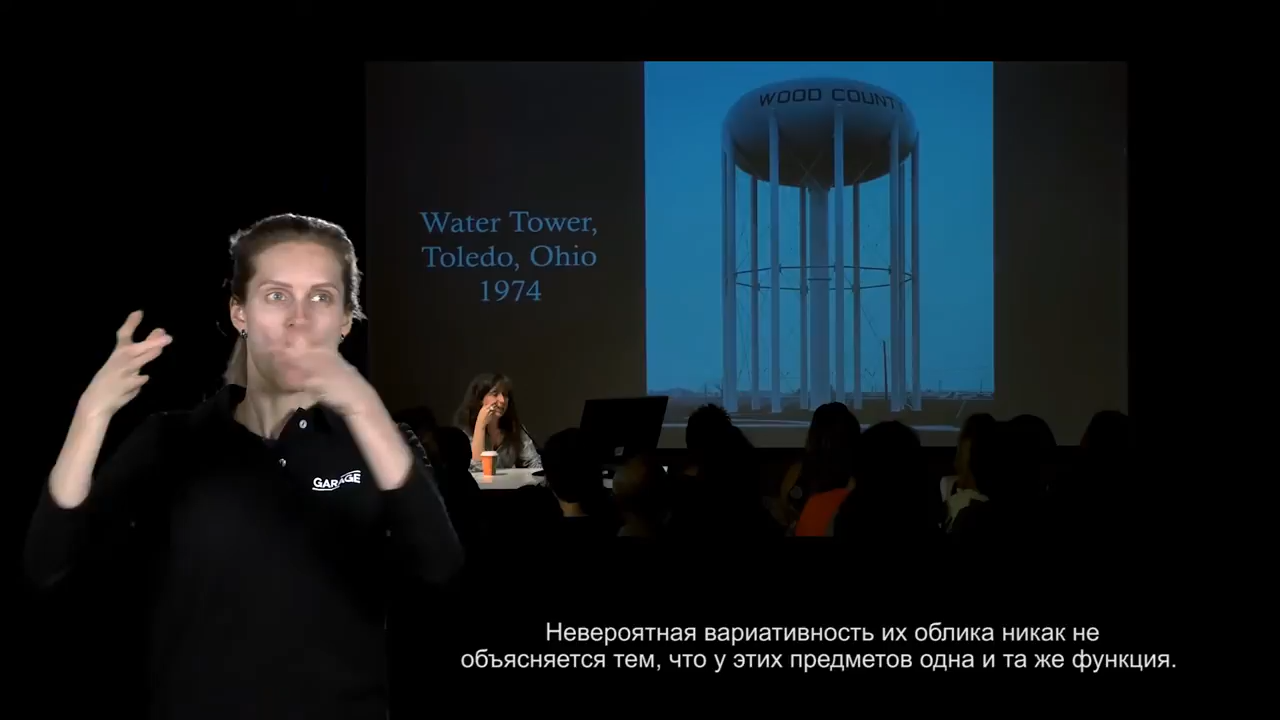 WOOD COUNTY
Water Tower,
Toledo, Ohio
1974
GARAGE
Невероятная вариативность их облика никак не
объясняется тем, что у этих предметов одна и та же функция.